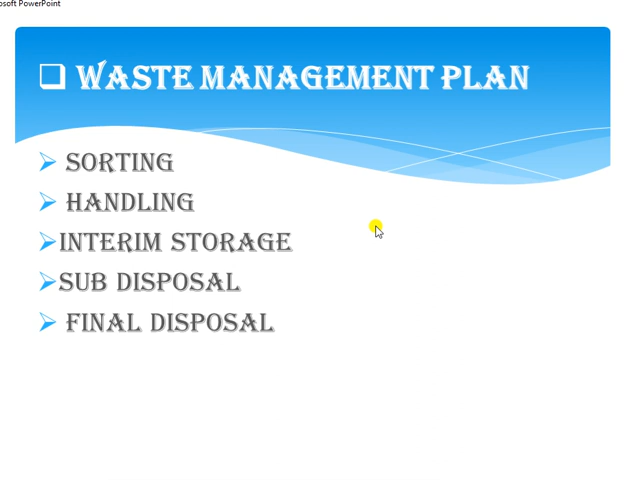 osoft PowerPoint
❑ WASTE MANAGEMENT PLAN
➢ SORTING
➢ HANDLING
➢INTERIM STORAGE
➢SUB DISPOSAL
➢ FINAL DISPOSAL